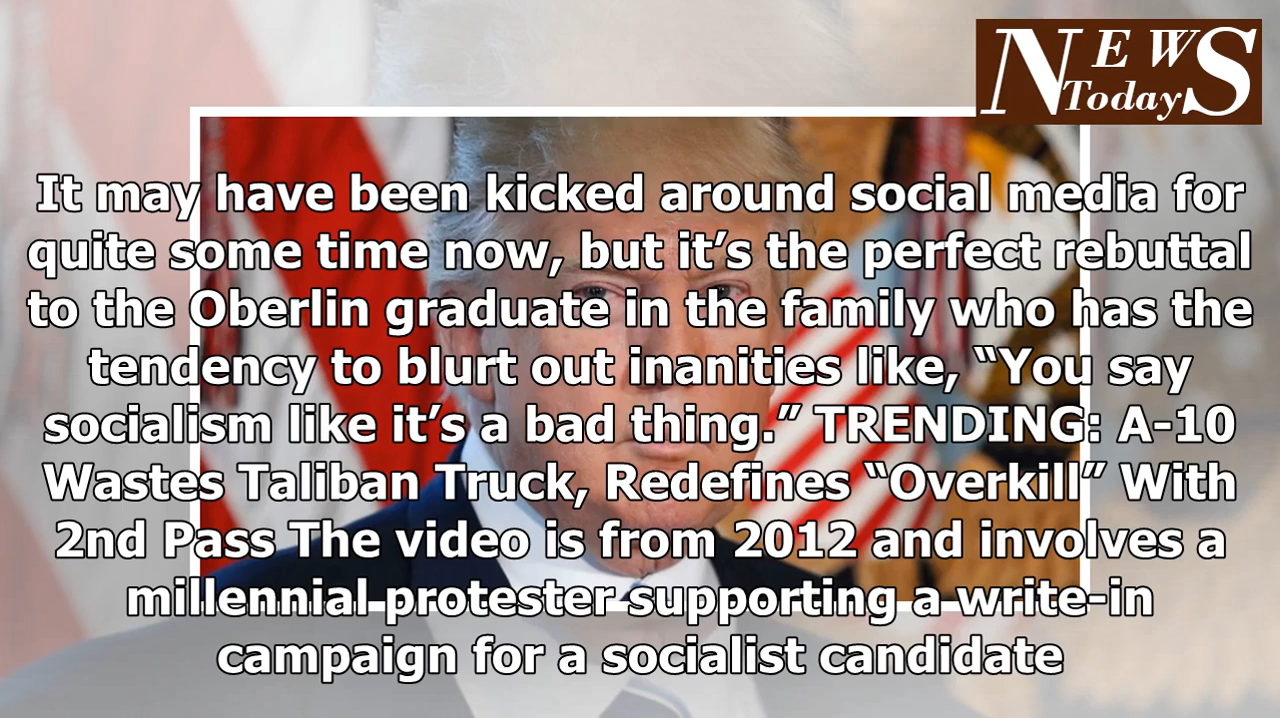 NEWS
Today
It may have been kicked around social media for
quite some time now, but it’s the perfect rebuttal
to the Oberlin graduate in the family who has the
tendency to blurt out inanities like, “You say
socialism like it’s a bad thing.” TRENDING: A-10
Wastes Taliban Truck, Redefines “Overkill” With
2nd Pass The video is from 2012 and involves a
millennial protester supporting a write-in
campaign for a socialist candidate